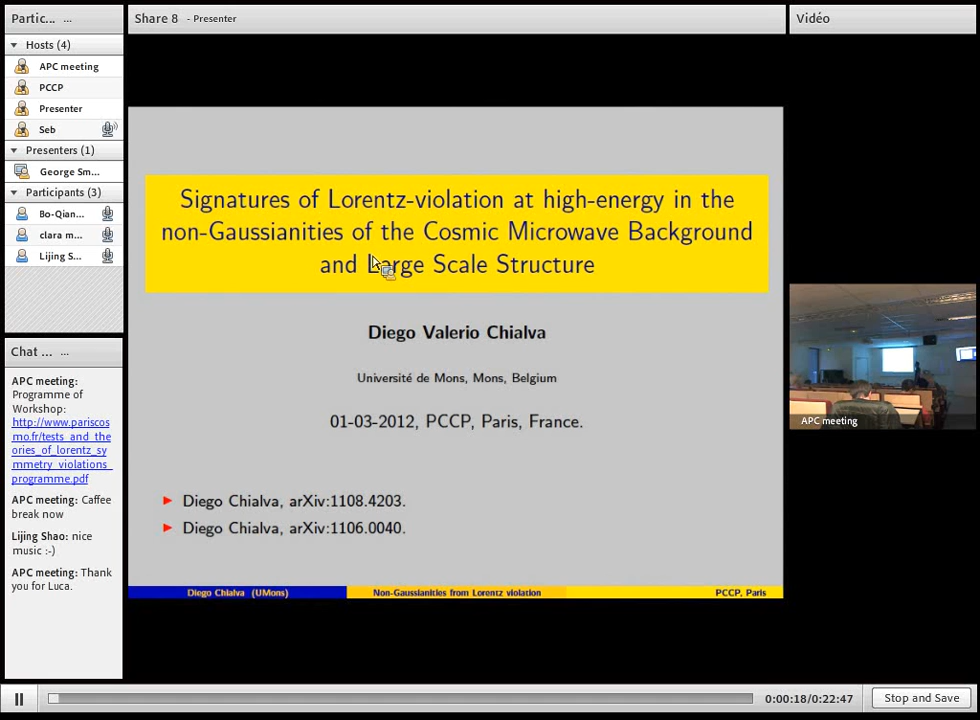 Partic... ...
Hosts (4)
APC meeting
PCCP
Presenter
Seb
Presenters (1)
George Sm...
Participants (3)
Bo-Qian...
clara m...
Lijing S...
Chat ... ...
APC meeting:
Programme of
Workshop:
http://www.pariscos
mo.fr/tests_and_the
ories_of_lorentz_sy
mmetry_violations_
programme.pdf
APC meeting: Caffee
break now
Lijing Shao: nice
music :-)
APC meeting: Thank
you for Luca.
Share 8 - Presenter
Signatures of Lorentz-violation at high-energy in the
non-Gaussianities of the Cosmic Microwave Background
and Large Scale Structure
Diego Valerio Chialva
Université de Mons, Mons, Belgium
01-03-2012, PCCP, Paris, France.
Diego Chialva, arXiv:1108.4203.
Diego Chialva, arXiv:1106.0040.
Diego Chialva (UMons) Non-Gaussianities from Lorentz violation PCCP, Paris
Vidéo
APC meeting
0:00:18/0:22:47
Stop and Save